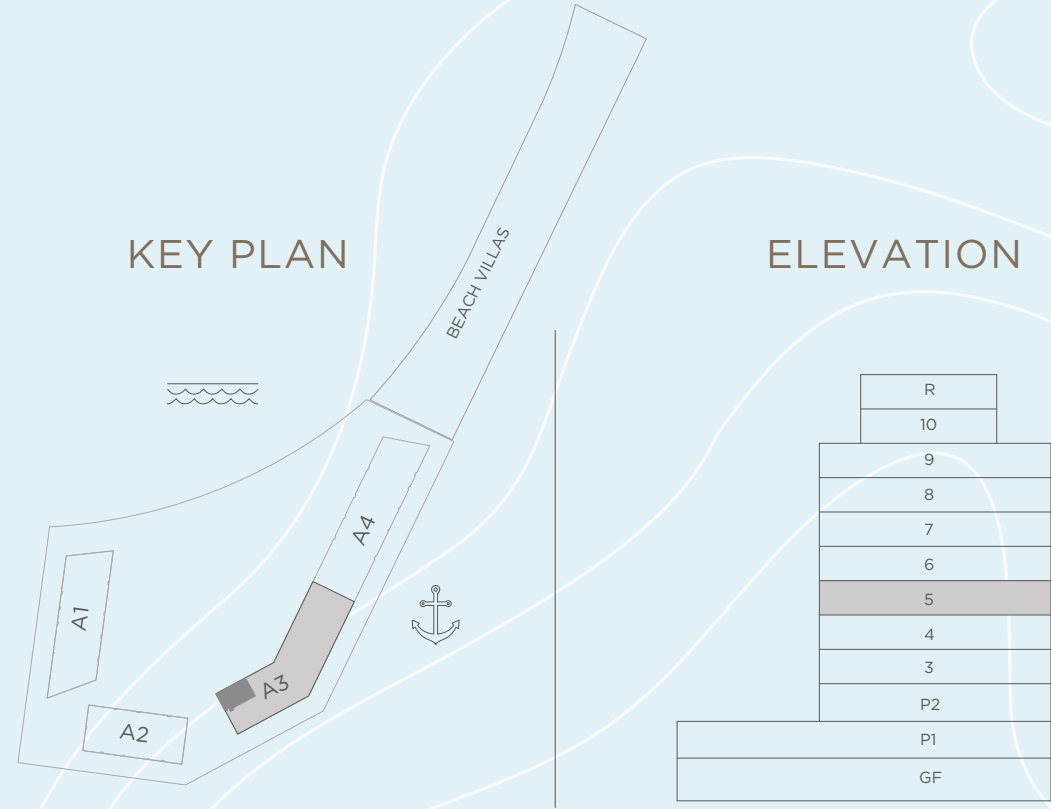 KEY PLAN
BEACH VILLAS
A4
A1
A3
A2
ELEVATION
R
10
9
8
7
6
5
4
3
P2
P1
GF